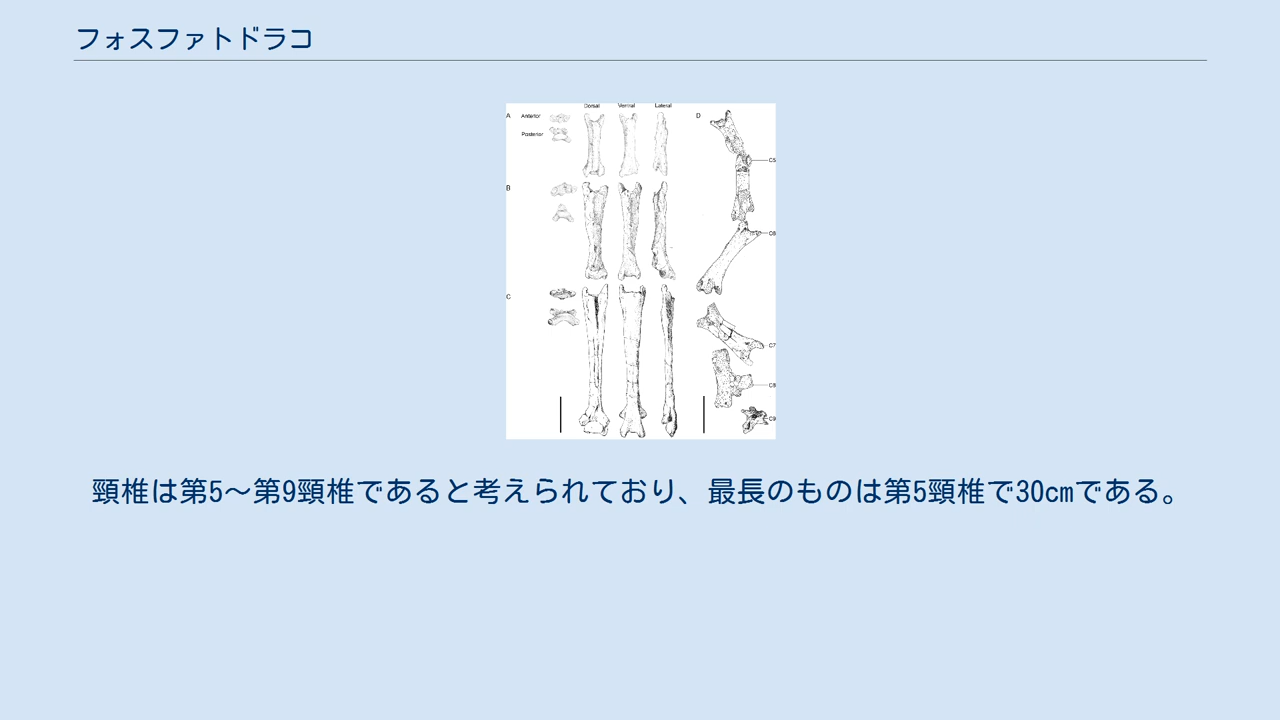 フォスファトドラコ
Dorsal Ventral Lateral
A Anterior D
Posterior
C5
B
C6
C
C7
C8
C9
頸椎は第5～第9頸椎であると考えられており、最長のものは第5頸椎で30cmである。